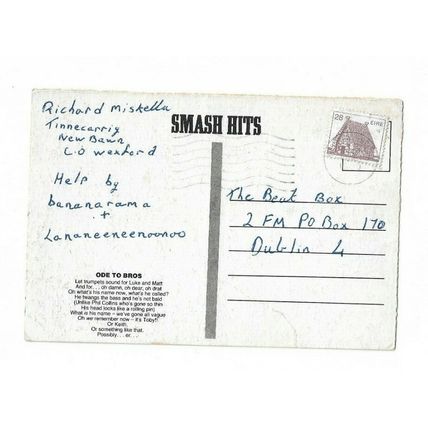 Richard Miskella
Tinnecarrig
New Bawn
C.O Wexford
Help by
bananarama
+
Lananeeneenoonoo
SMASH HITS
28
EIRE
The Beat Box
2 FM PO Box 170
Dublin 4
ODE TO BROS
Let trumpets sound for Luke and Matt
And for. . . oh damn, oh dear, oh drat
Oh what's his name now, what's he called?
He twangs the bass and he's not bald
(Unlike Phil Collins who's gone so thin
His head looks like a rolling pin)
What is his name – we've gone all vague
Oh we remember now – it's Toby!!
Or Keith.
Or something like that.
Possibly. . . er. . .